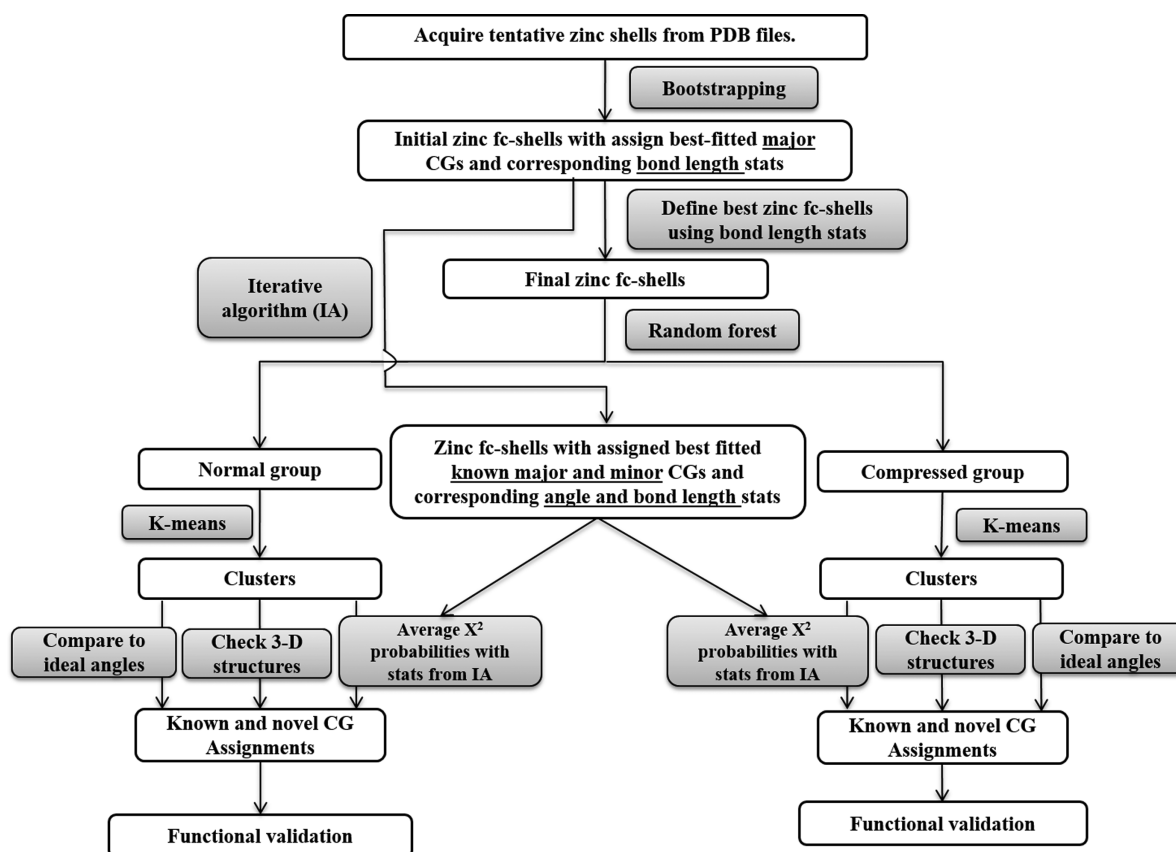 Acquire tentative zinc shells from PDB files.
Bootstrapping
Initial zinc fc-shells with assign best-fitted major
CGs and corresponding bond length stats
Define best zinc fc-shells
using bond length stats
Iterative
algorithm (IA)
Final zinc fc-shells
Random forest
Normal group
Zinc fc-shells with assigned best fitted
known major and minor CGs and
corresponding angle and bond length stats
Compressed group
K-means
K-means
Clusters
Clusters
Compare to
ideal angles
Check 3-D
structures
Average X²
probabilities with
stats from IA
Average X²
probabilities with
stats from IA
Check 3-D
structures
Compare to
ideal angles
Known and novel CG
Assignments
Known and novel CG
Assignments
Functional validation
Functional validation